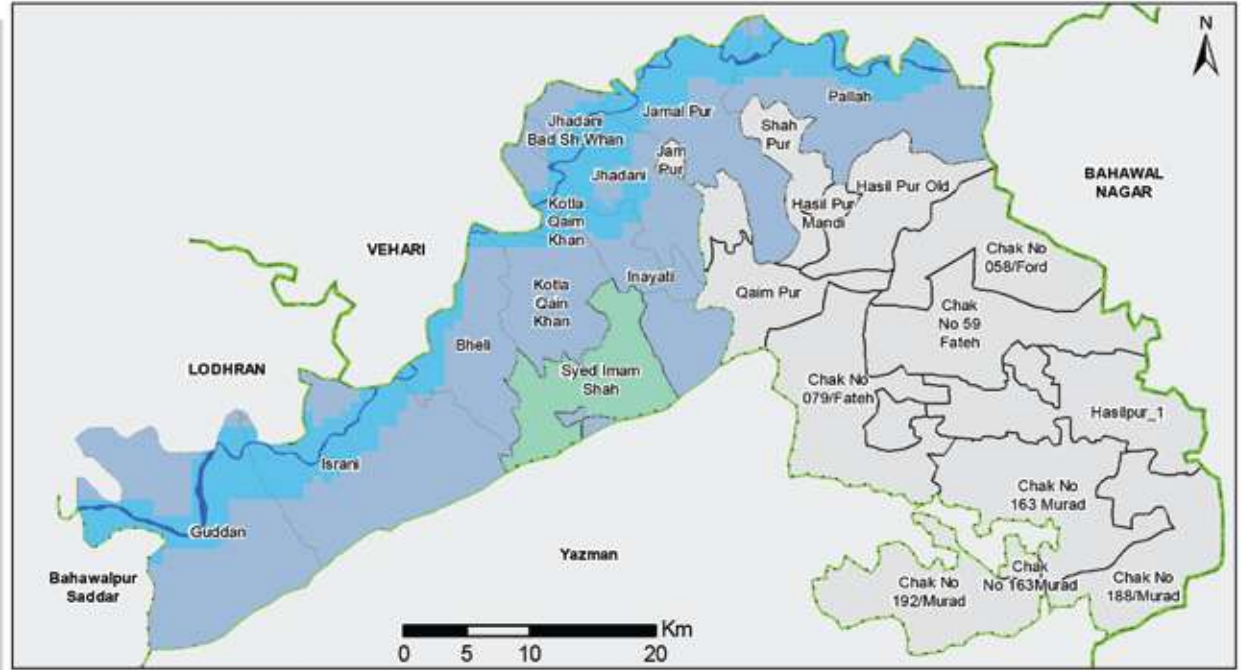 N
Pallah
Jhadani
Bad Sh Whan
Jamal Pur
Shah
Pur
Jam
Pur
Jhadani
BAHAWAL
NAGAR
Hasil Pur Old
Kotla
Qaim
Khan
Hasil Pur
Mandi
VEHARI
Chak No
058/Ford
Inayati
Kotla
Qain
Khan
Qaim Pur
Chak
No 59
Fateh
Bheli
LODHRAN
Syed Imam
Shah
Chak No
079/Fateh
Hasilpur_1
Israni
Chak No
163 Murad
Guddan
Yazman
Bahawalpur
Saddar
Chak No
192/Murad
Chak
No 163Murad
Chak No
188/Murad
Km
0 5 10 20